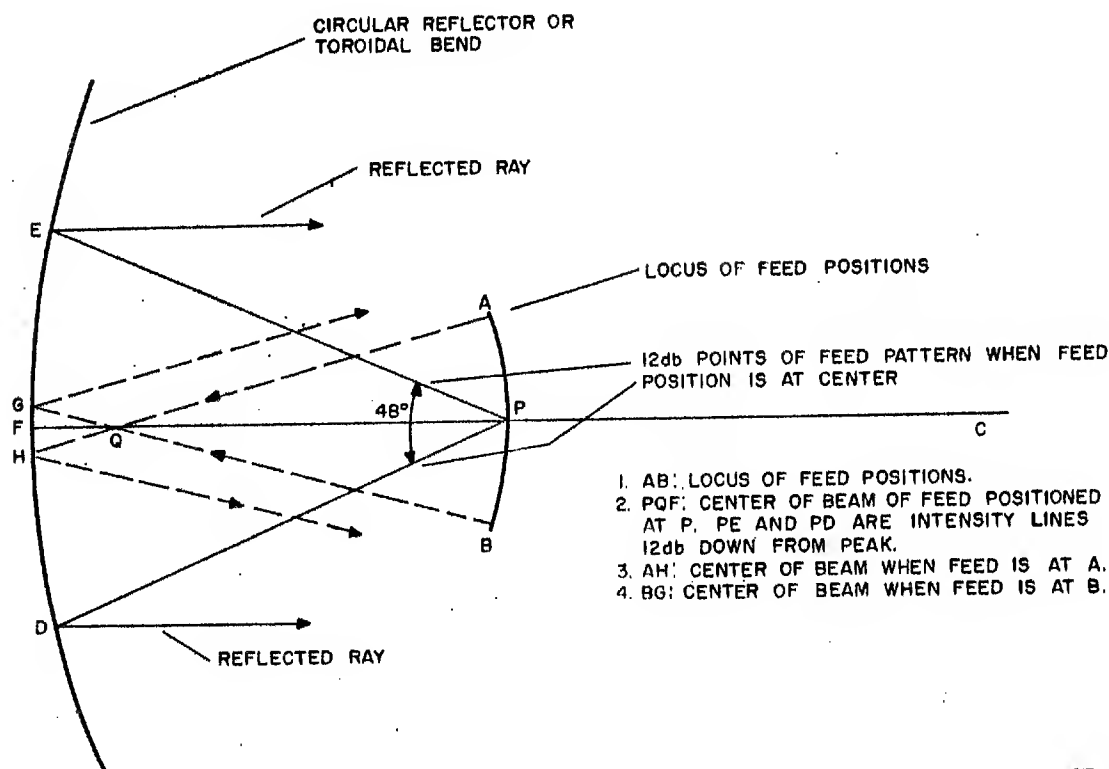 CIRCULAR REFLECTOR OR
TOROIDAL BEND
REFLECTED RAY
E
LOCUS OF FEED POSITIONS
A
12db POINTS OF FEED PATTERN WHEN FEED
POSITION IS AT CENTER
G
48°
P
F
Q
C
H
B
1. AB: LOCUS OF FEED POSITIONS.
2. PQF: CENTER OF BEAM OF FEED POSITIONED
AT P. PE AND PD ARE INTENSITY LINES
12db DOWN FROM PEAK.
3. AH: CENTER OF BEAM WHEN FEED IS AT A.
4. BG: CENTER OF BEAM WHEN FEED IS AT B.
D
REFLECTED RAY